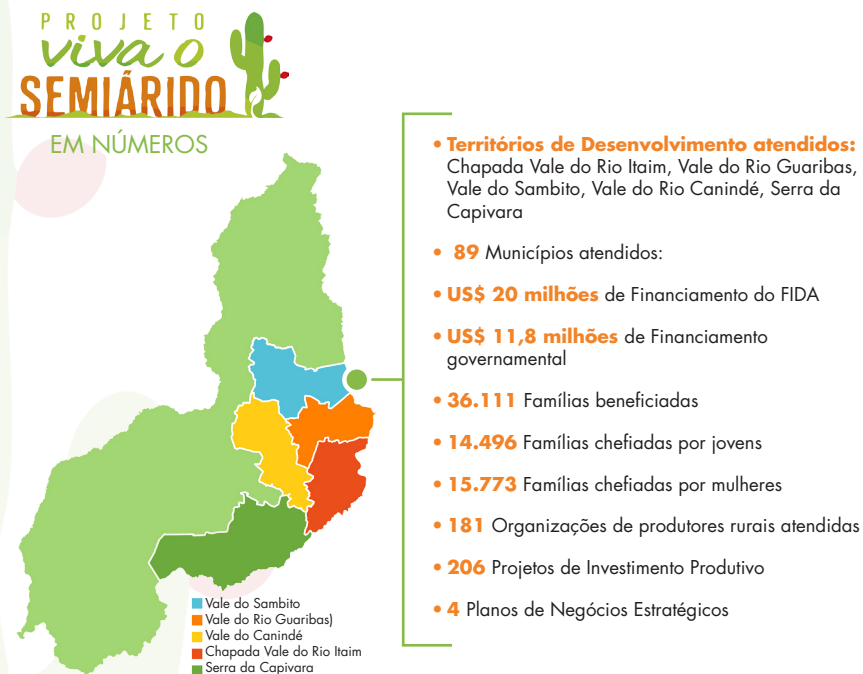 PROJETO
viva o
SEMIÁRIDO
EM NÚMEROS
• Territórios de Desenvolvimento atendidos:
Chapada Vale do Rio Itaim, Vale do Rio Guaribas,
Vale do Sambito, Vale do Rio Canindé, Serra da
Capivara
• 89 Municípios atendidos:
• US$ 20 milhões de Financiamento do FIDA
• US$ 11,8 milhões de Financiamento
governamental
• 36.111 Famílias beneficiadas
• 14.496 Famílias chefiadas por jovens
• 15.773 Famílias chefiadas por mulheres
• 181 Organizações de produtores rurais atendidas
• 206 Projetos de Investimento Produtivo
• 4 Planos de Negócios Estratégicos
Vale do Sambito
Vale do Rio Guaribas)
Vale do Canindé
Chapada Vale do Rio Itaim
Serra da Capivara